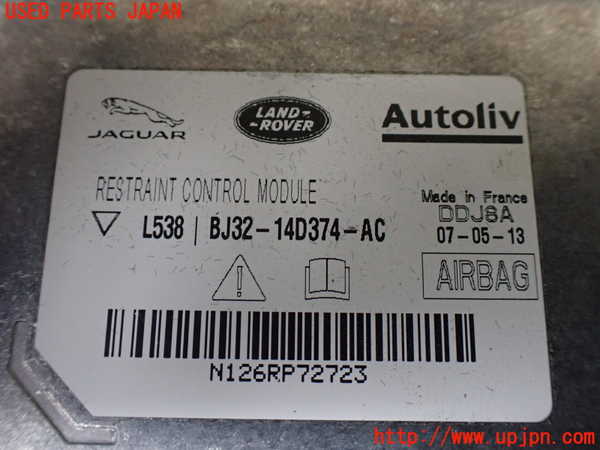 USED PARTS JAPAN
JAGUAR
LAND-
-ROVER
Autoliv
RESTRAINT CONTROL MODULE
Made in France
DDJ8A
L538 | BJ32-14D374-AC
07-05-13
AIRBAG
N126RP72723
http://www.upjpn.com/